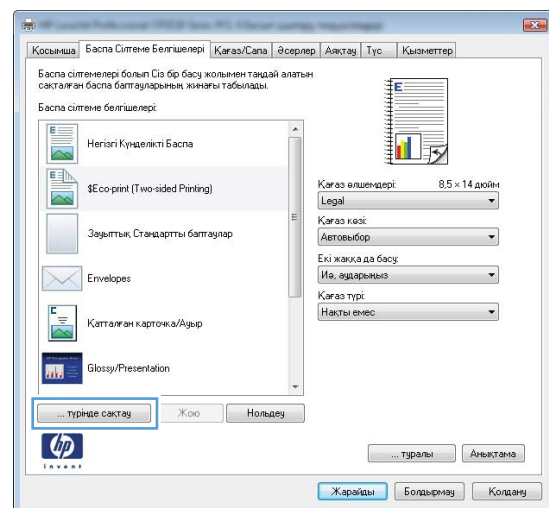 Қосымша
Баспа Сілтеме Белгішелері
Қағаз/Сапа
Әсерлер
Аяқтау
Түс
Қызметтер
Баспа сілтемелері болып Сіз бір басу жолымен таңдай алатын
сақталған баспа баптауларының жинағы табылады.
Баспа сілтеме белгішелері:
Негізгі Күнделікті Баспа
$Eco-print (Two-sided Printing)
Зауыттық Стандартты баптаулар
Envelopes
Қатталған карточка/Ауыр
Glossy/Presentation
... түрінде сақтау
Жою
Нольдеу
Қағаз өлшемдері:
8,5 × 14 дюйм
Legal
Қағаз көзі:
Автовыбор
Екі жаққа да басу:
Иә, аударыңыз
Қағаз түрі:
Нақты емес
hp
invent
... туралы
Анықтама
Жарайды
Болдырмау
Қолдану